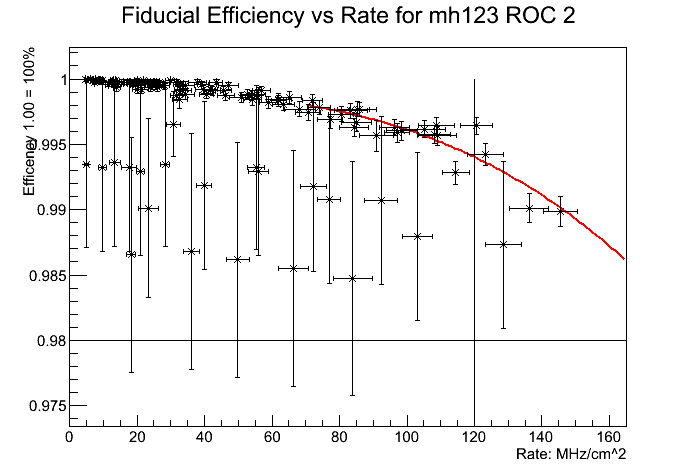 Fiducial Efficiency vs Rate for mh123 ROC 2
Efficency 1.00 = 100%
1
0.995
0.99
0.985
0.98
0.975
0 20 40 60 80 100 120 140 160
Rate: MHz/cm^2